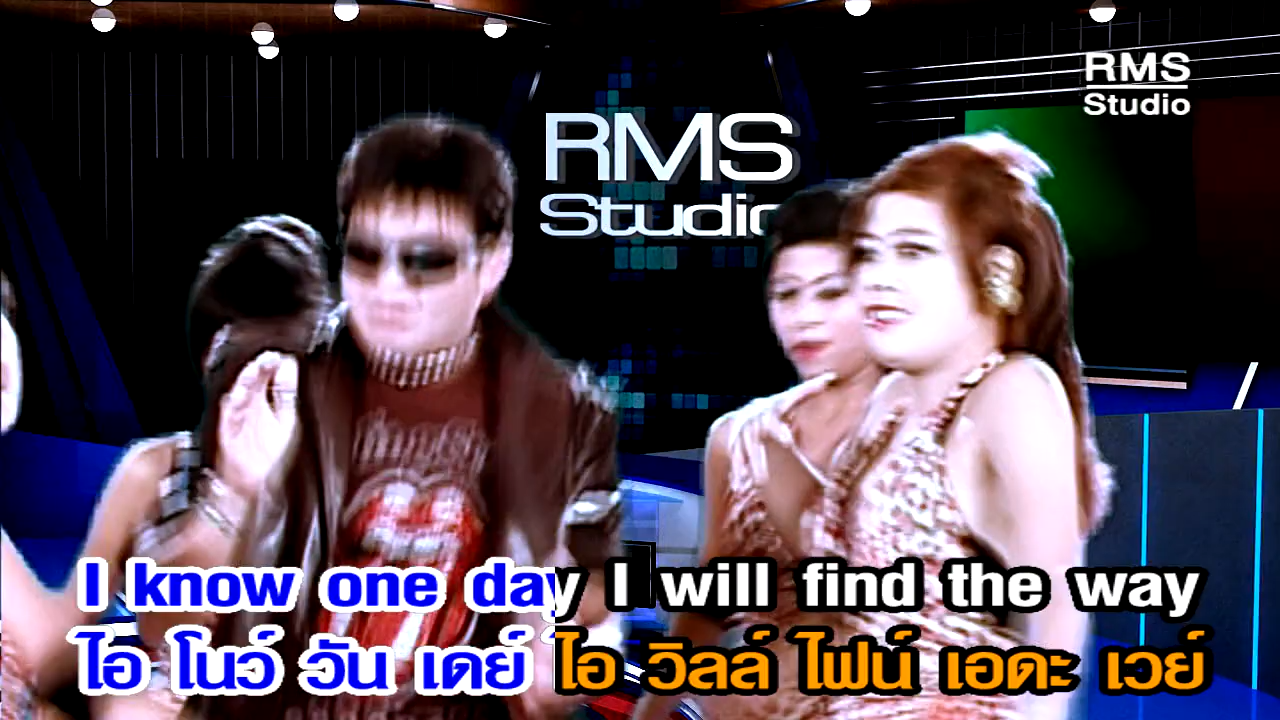 RMS
Studio
RMS
Studio
I know one day I will find the way
ไอ โนว์ วัน เดย์ ไอ วิลล์ ไฟน์ เอดะ เวย์